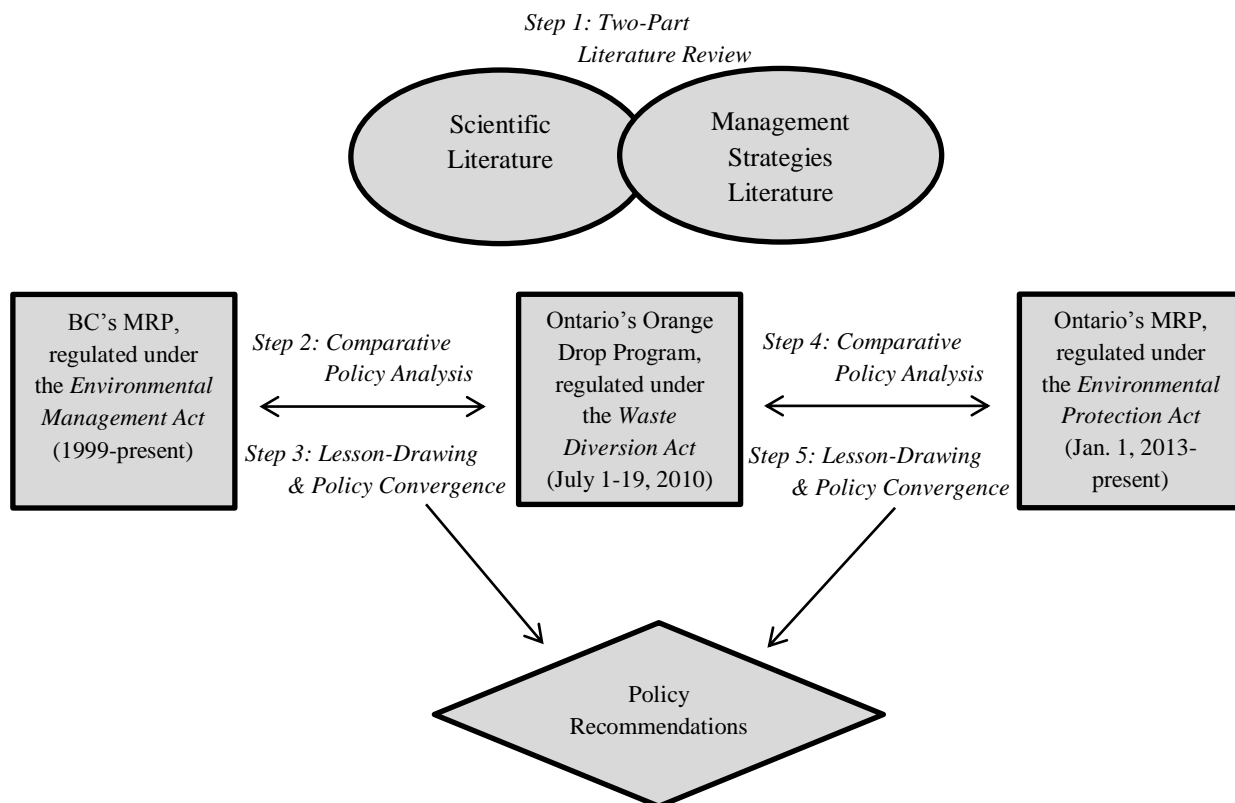 Step 1: Two-Part
Literature Review
Scientific
Literature
Management
Strategies
Literature
BC's MRP,
regulated under
the Environmental
Management Act
(1999-present)
Step 2: Comparative
Policy Analysis
Step 3: Lesson-Drawing
& Policy Convergence
Ontario's Orange
Drop Program,
regulated under
the Waste
Diversion Act
(July 1-19, 2010)
Step 4: Comparative
Policy Analysis
Step 5: Lesson-Drawing
& Policy Convergence
Ontario's MRP,
regulated under
the Environmental
Protection Act
(Jan. 1, 2013-
present)
Policy
Recommendations